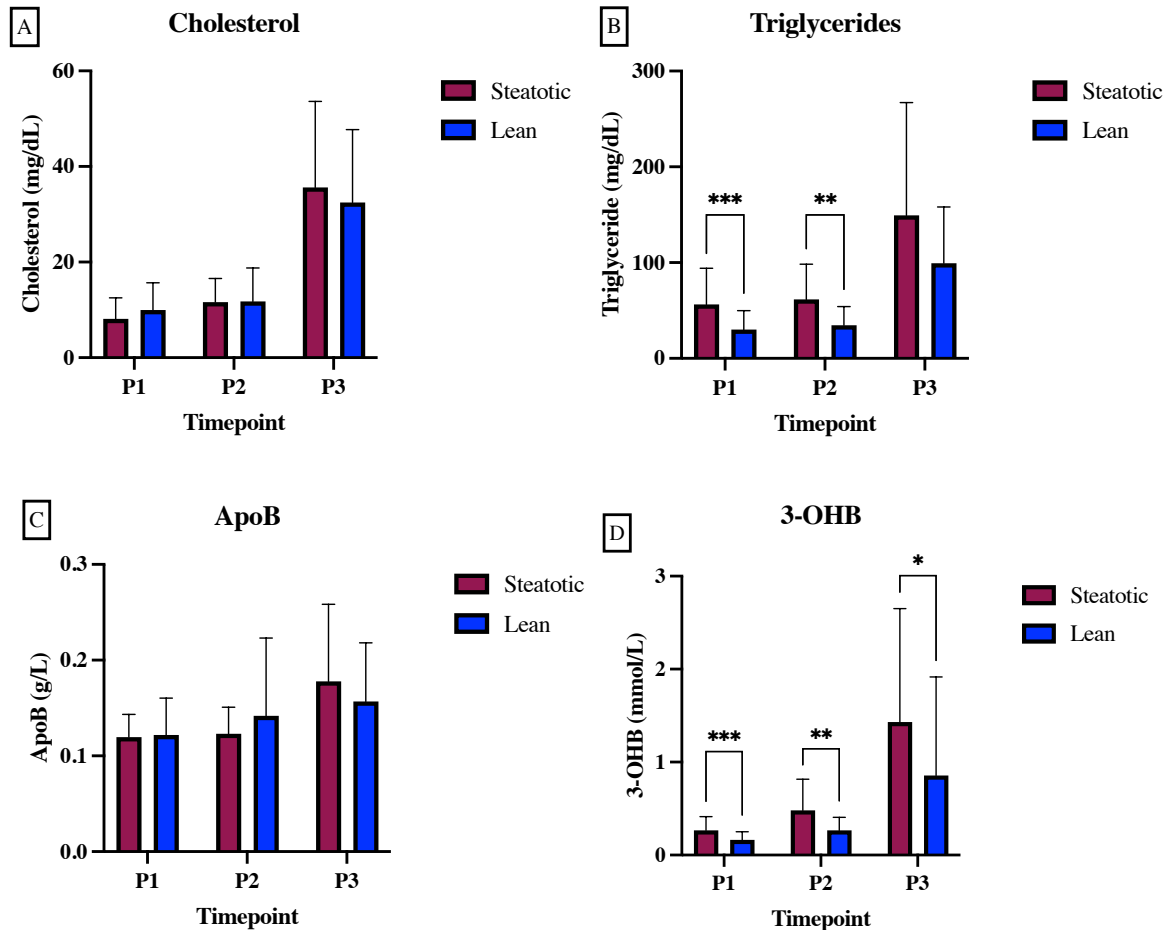 A
Cholesterol
60
40
20
0
Cholesterol (mg/dL)
P1 P2 P3
Timepoint
Steatotic
Lean
B
Triglycerides
300
200
100
0
Triglyceride (mg/dL)
*** **
P1 P2 P3
Timepoint
Steatotic
Lean
C
ApoB
0.3
0.2
0.1
0.0
ApoB (g/L)
P1 P2 P3
Timepoint
Steatotic
Lean
D
3-OHB
3
2
1
0
3-OHB (mmol/L)
*** ** *
P1 P2 P3
Timepoint
Steatotic
Lean